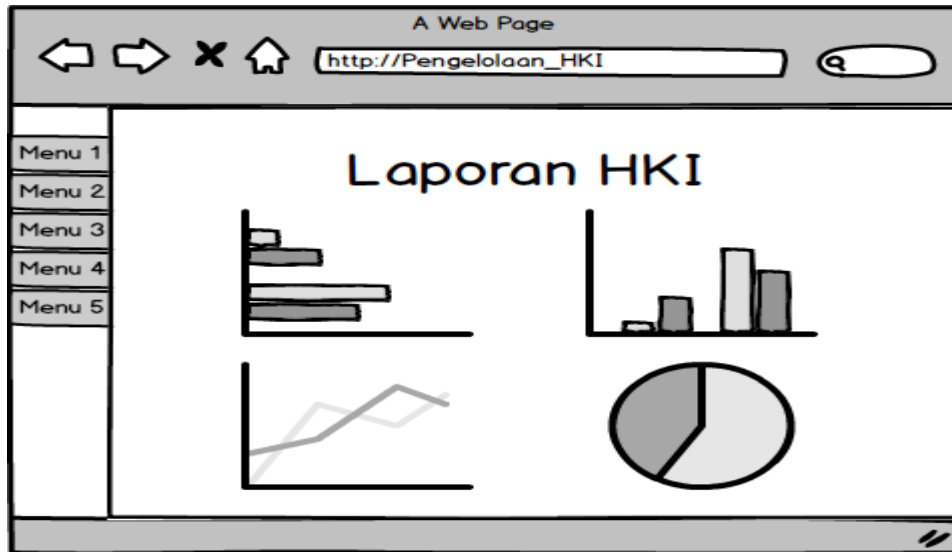 A Web Page
http://Pengelolaan_HKI
Menu 1
Menu 2
Menu 3
Menu 4
Menu 5
Laporan HKI